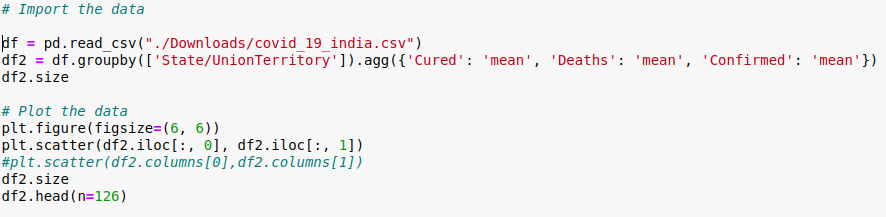 # Import the data
df = pd.read_csv("./Downloads/covid_19_india.csv")
df2 = df.groupby(['State/UnionTerritory']).agg({'Cured': 'mean', 'Deaths': 'mean', 'Confirmed': 'mean'})
df2.size
# Plot the data
plt.figure(figsize=(6, 6))
plt.scatter(df2.iloc[:, 0], df2.iloc[:, 1])
#plt.scatter(df2.columns[0],df2.columns[1])
df2.size
df2.head(n=126)